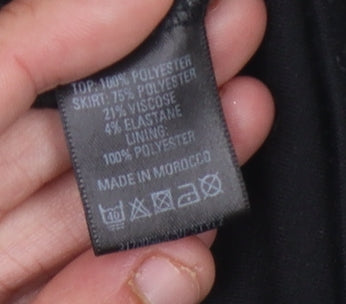 TOP: 100% POLYESTER
SKIRT: 75% POLYESTER
21% VISCOSE
4% ELASTANE
LINING:
100% POLYESTER
MADE IN MOROCCO
40